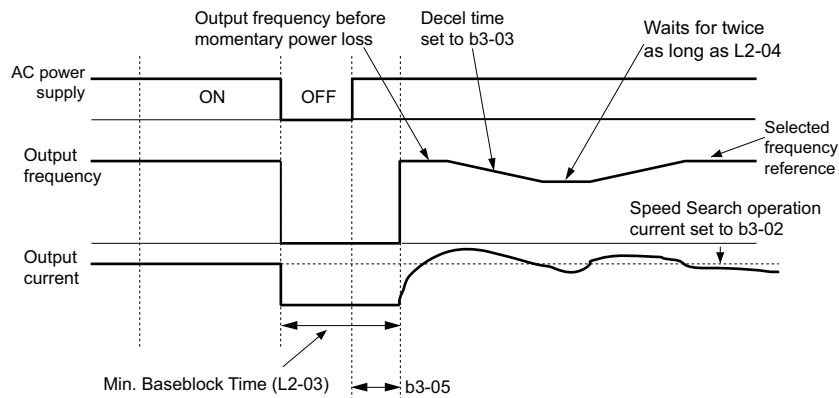 Output frequency before
momentary power loss
Decel time
set to b3-03
Waits for twice
as long as L2-04
AC power
supply
ON
OFF
Output
frequency
Selected
frequency
reference
Speed Search operation
current set to b3-02
Output
current
Min. Baseblock Time (L2-03)
b3-05